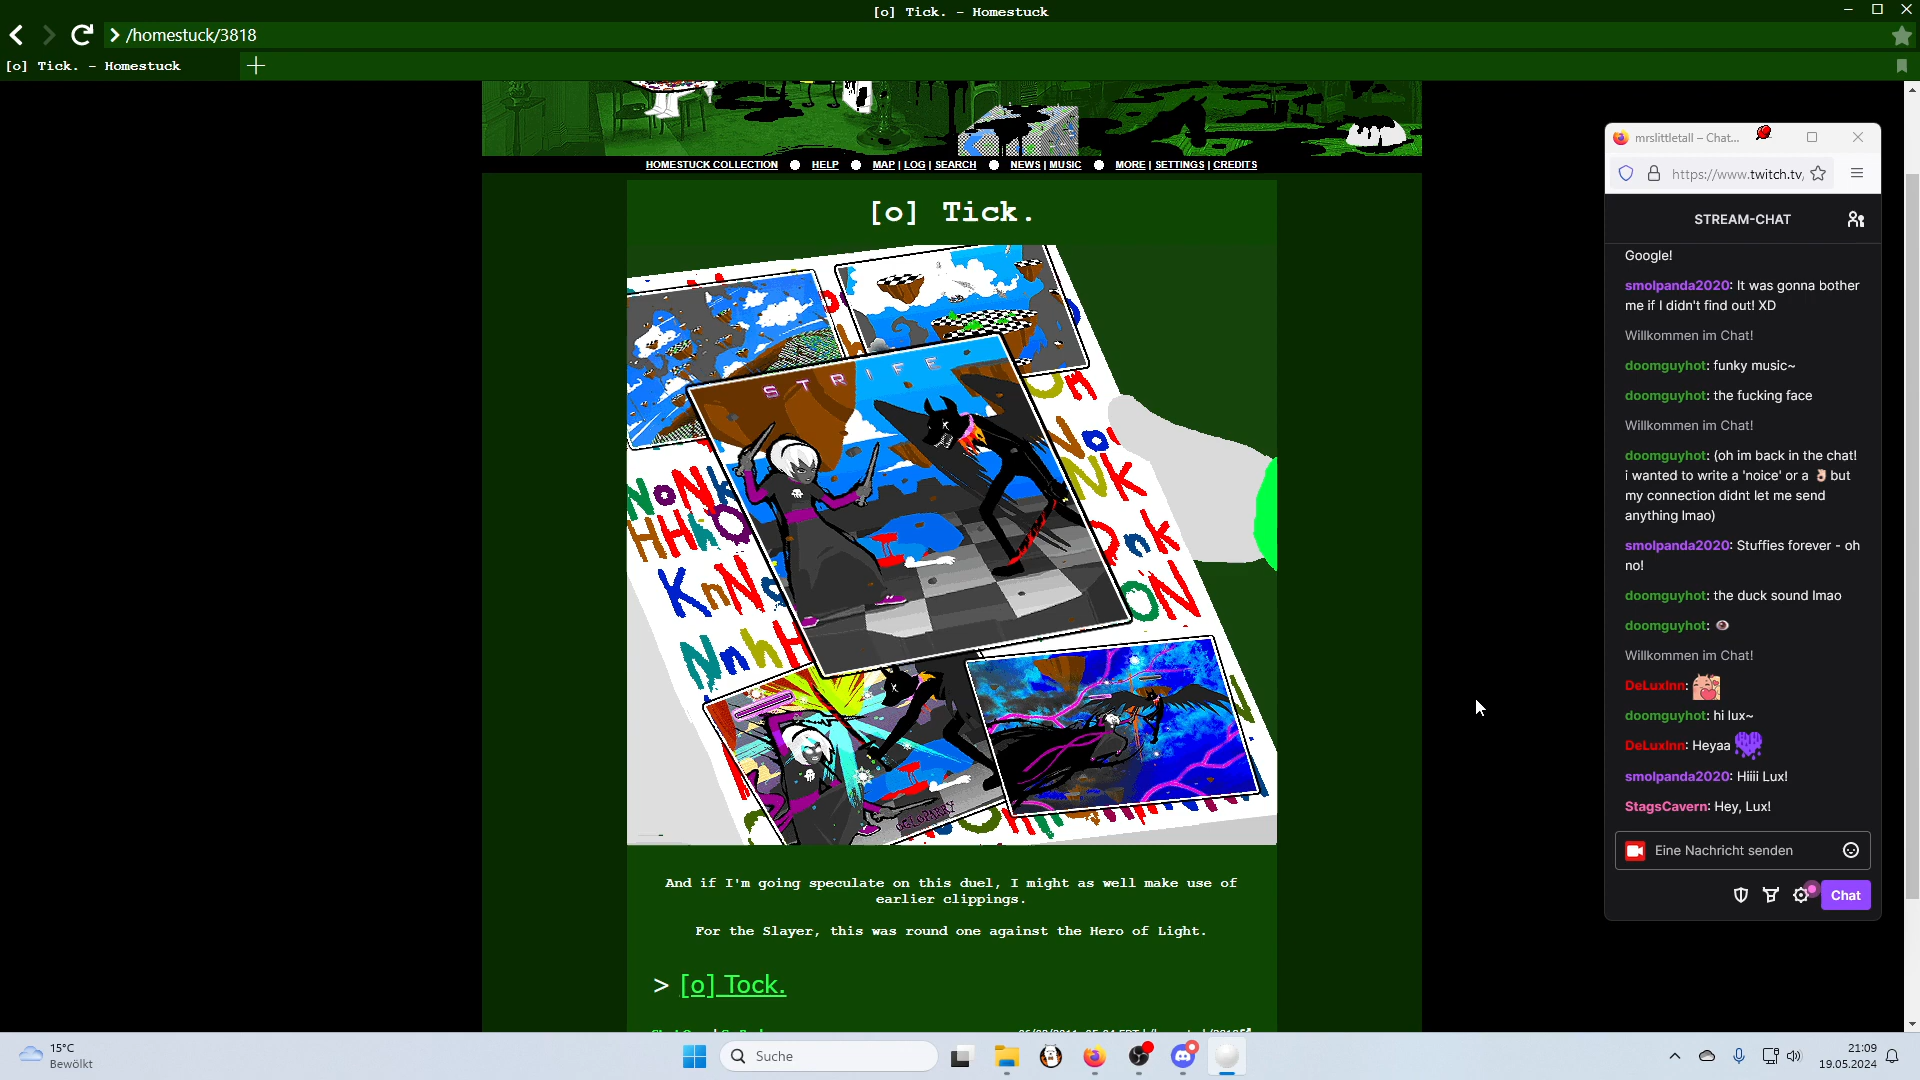 [o] Tick. - Homestuck
/homestuck/3818
[o] Tick. - Homestuck
HOMESTUCK COLLECTION HELP MAP | LOG | SEARCH NEWS | MUSIC MORE | SETTINGS | CREDITS
[o] Tick.
STRIFE
And if I'm going speculate on this duel, I might as well make use of
earlier clippings.
For the Slayer, this was round one against the Hero of Light.
> [o] Tock.
mrslittletall – Chat...
https://www.twitch.tv
STREAM-CHAT
Google!
smolpanda2020: It was gonna bother
me if I didn't find out! XD
Willkommen im Chat!
doomguyhot: funky music~
doomguyhot: the fucking face
Willkommen im Chat!
doomguyhot: (oh im back in the chat!
i wanted to write a 'noice' or a 👌 but
my connection didnt let me send
anything lmao)
smolpanda2020: Stuffies forever - oh
no!
doomguyhot: the duck sound lmao
doomguyhot: 👁
Willkommen im Chat!
DeLuxInn:
doomguyhot: hi lux~
DeLuxInn: Heyaa
smolpanda2020: Hiiii Lux!
StagsCavern: Hey, Lux!
Eine Nachricht senden
Chat
15°C
Bewölkt
Suche
21:09
19.05.2024